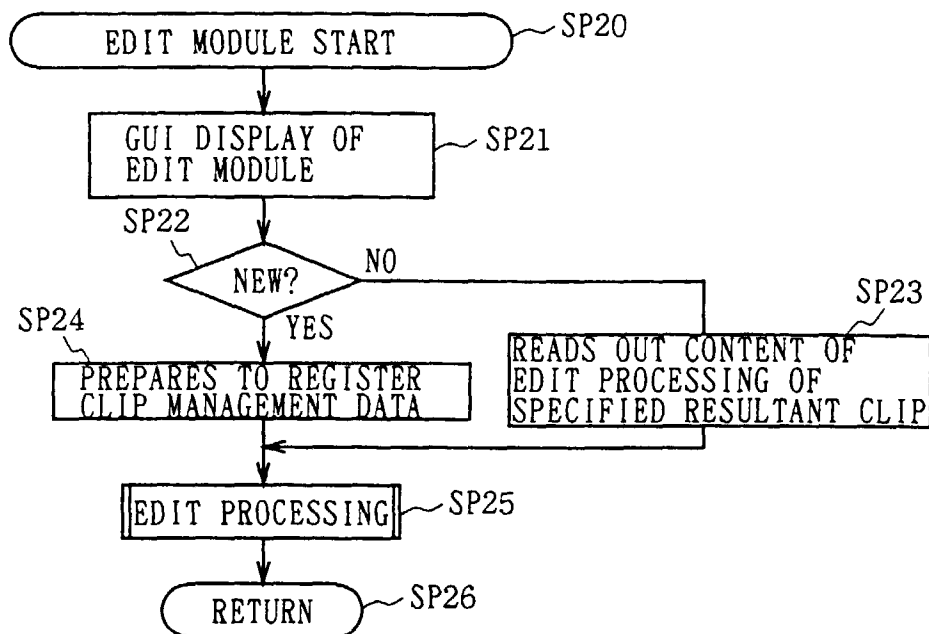 EDIT MODULE START
SP20
GUI DISPLAY OF
EDIT MODULE
SP21
SP22
NEW?
NO
YES
SP24
PREPARES TO REGISTER
CLIP MANAGEMENT DATA
SP23
READS OUT CONTENT OF
EDIT PROCESSING OF
SPECIFIED RESULTANT CLIP
EDIT PROCESSING
SP25
RETURN
SP26